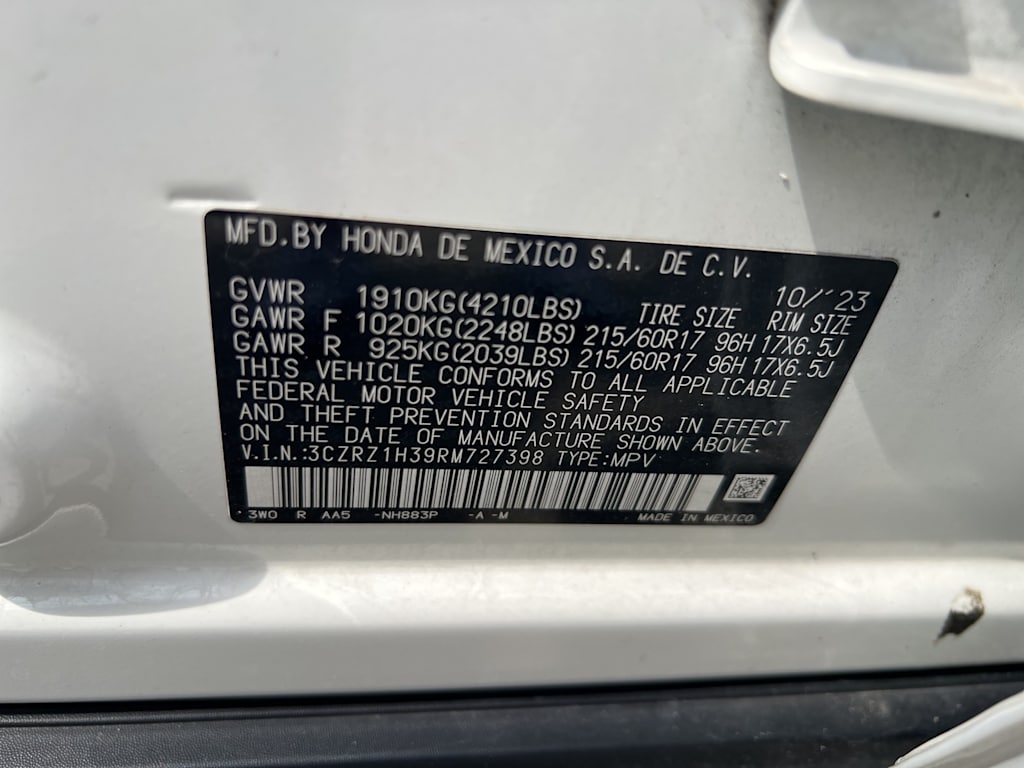 MFD.BY HONDA DE MEXICO S.A. DE C.V.
10/'23
GVWR 1910KG(4210LBS) TIRE SIZE RIM SIZE
GAWR F 1020KG(2248LBS) 215/60R17 96H 17X6.5J
GAWR R 925KG(2039LBS) 215/60R17 96H 17X6.5J
THIS VEHICLE CONFORMS TO ALL APPLICABLE
FEDERAL MOTOR VEHICLE SAFETY
AND THEFT PREVENTION STANDARDS IN EFFECT
ON THE DATE OF MANUFACTURE SHOWN ABOVE.
V.I.N.:3CZRZ1H39RM727398 TYPE:MPV
3W0 R AA5 -NH883P -A -M MADE IN MEXICO